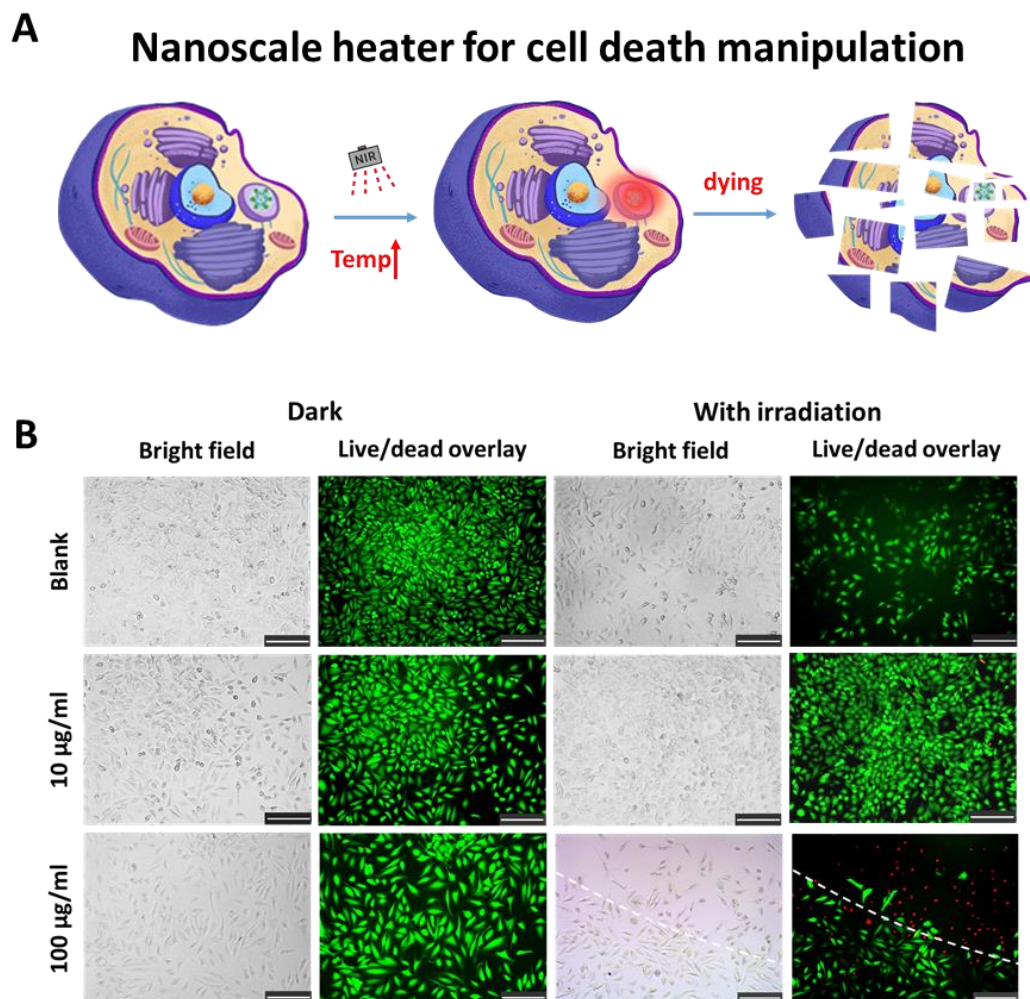 A
Nanoscale heater for cell death manipulation
NIR
Temp
dying
B
Dark
With irradiation
Bright field
Live/dead overlay
Bright field
Live/dead overlay
Blank
10 µg/ml
100 µg/ml